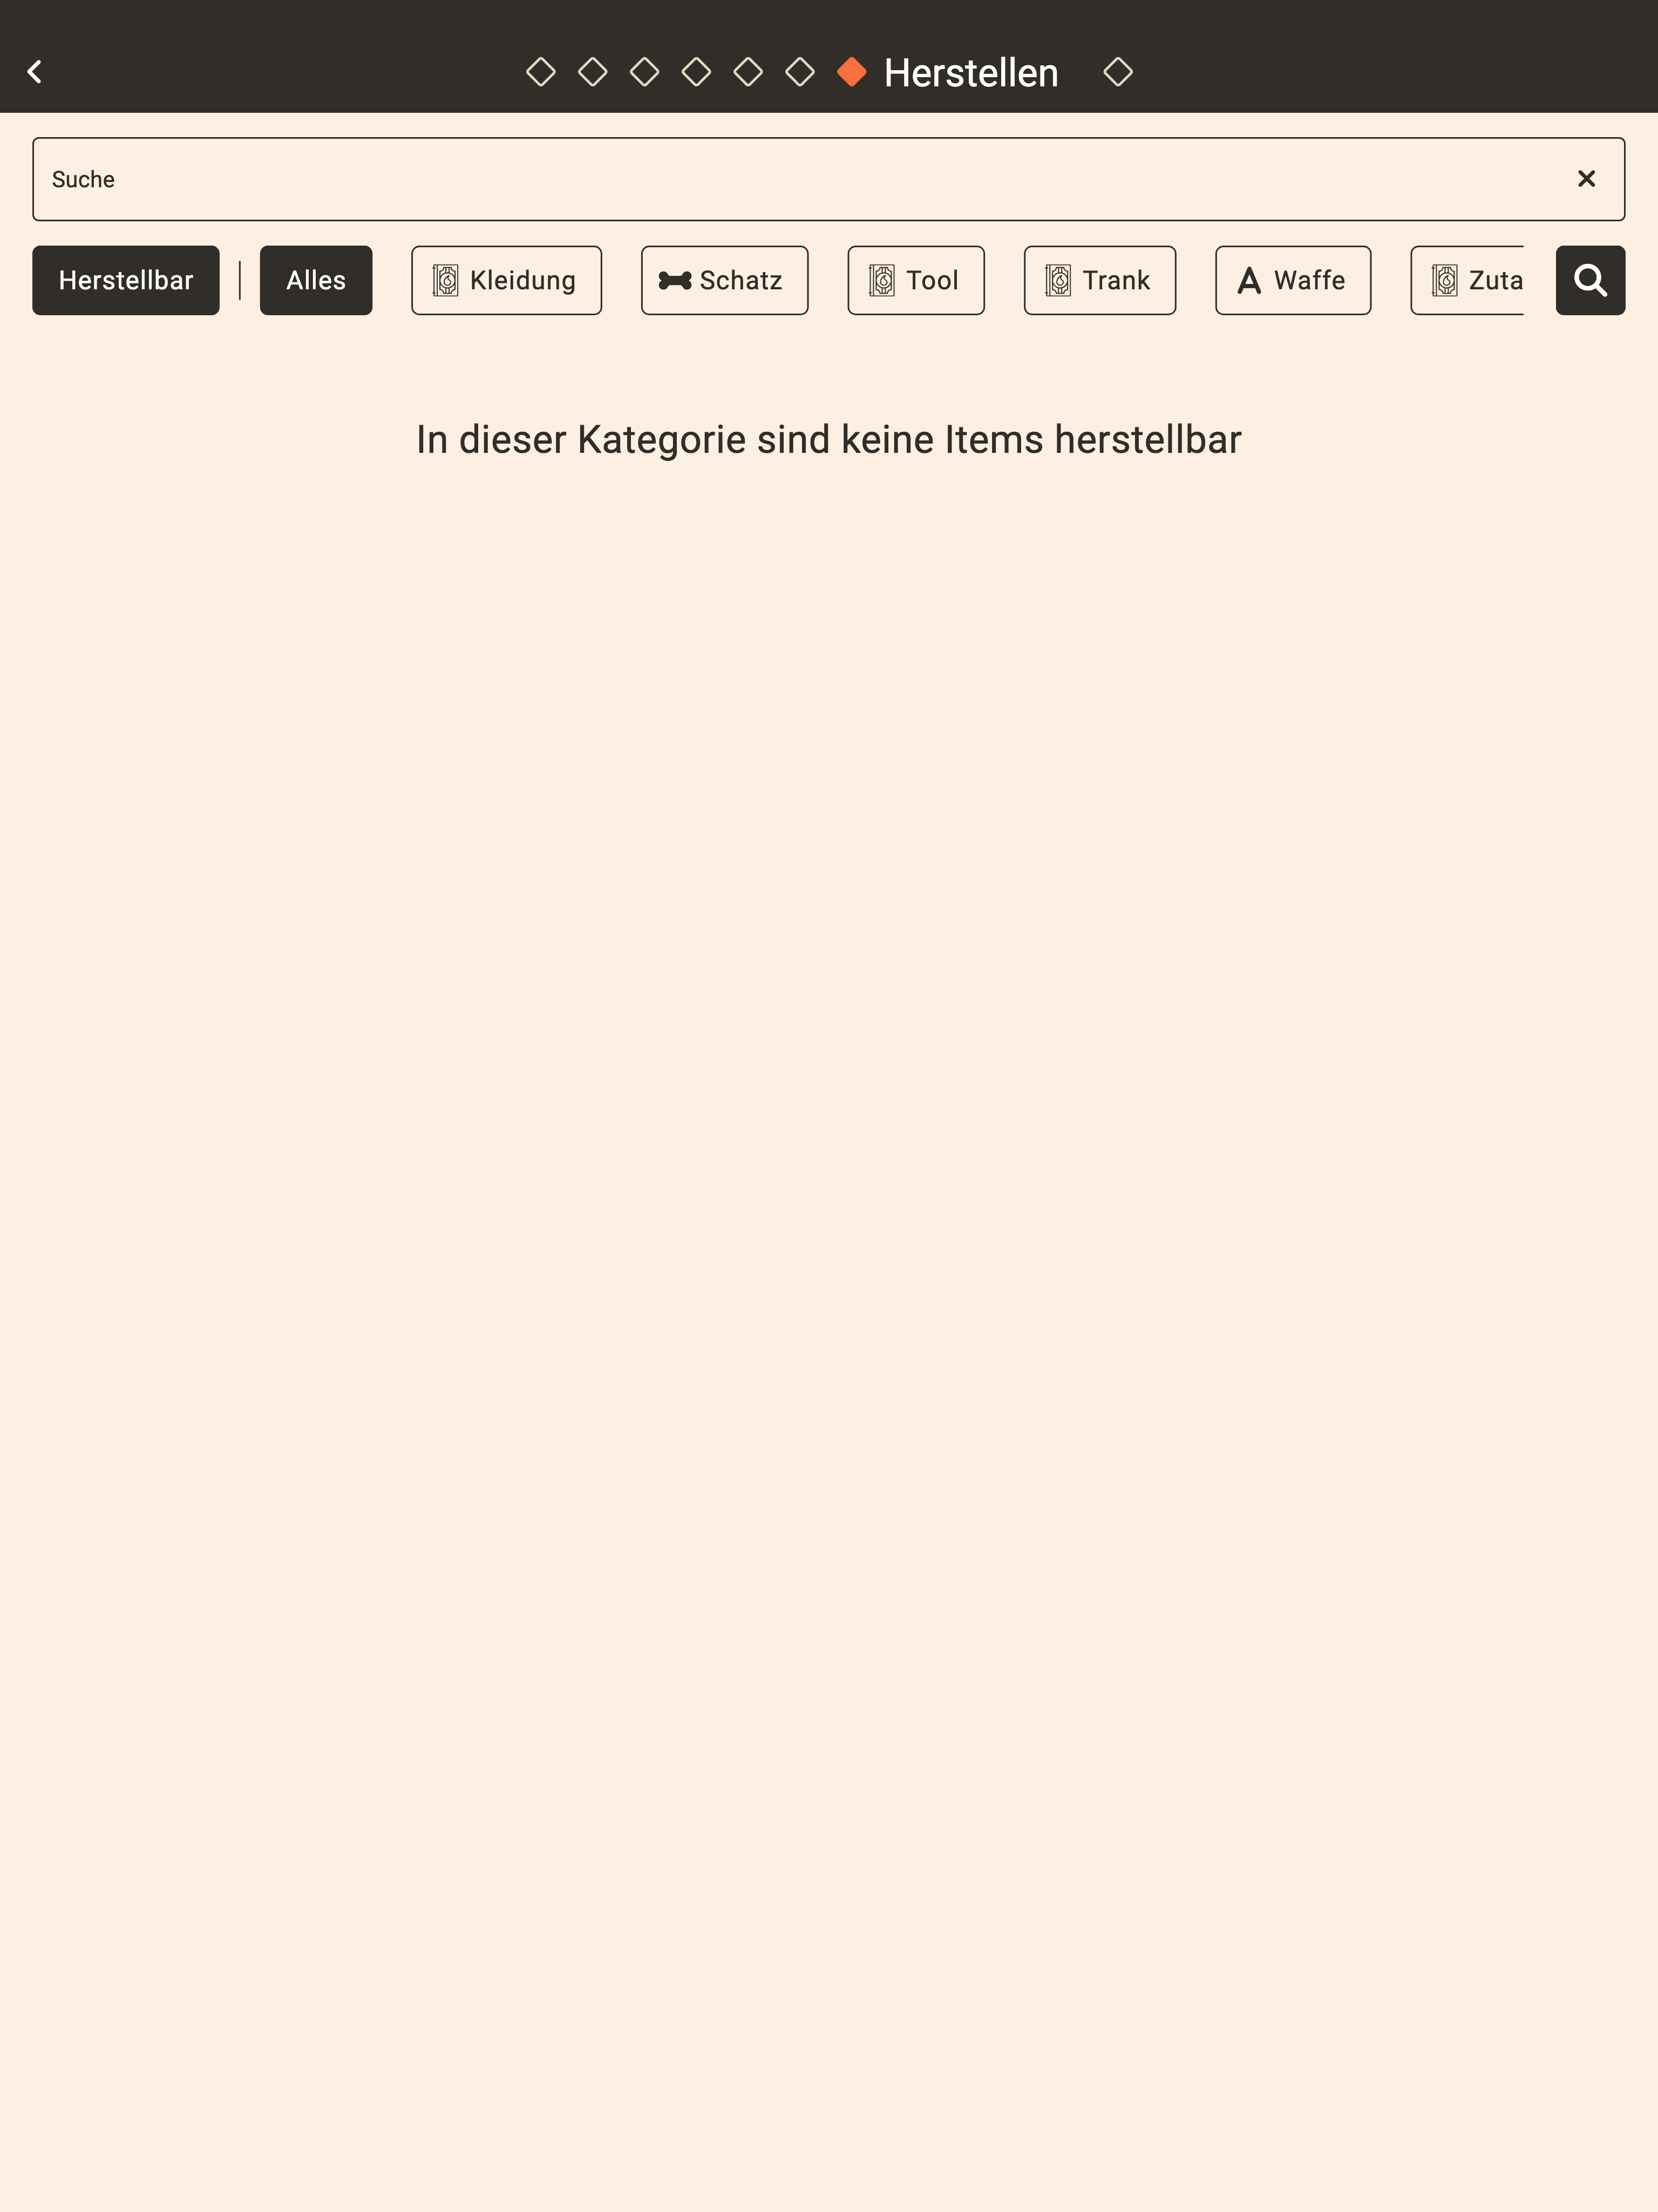 Herstellen
Suche
Herstellbar Alles Kleidung Schatz Tool Trank Waffe Zuta
In dieser Kategorie sind keine Items herstellbar